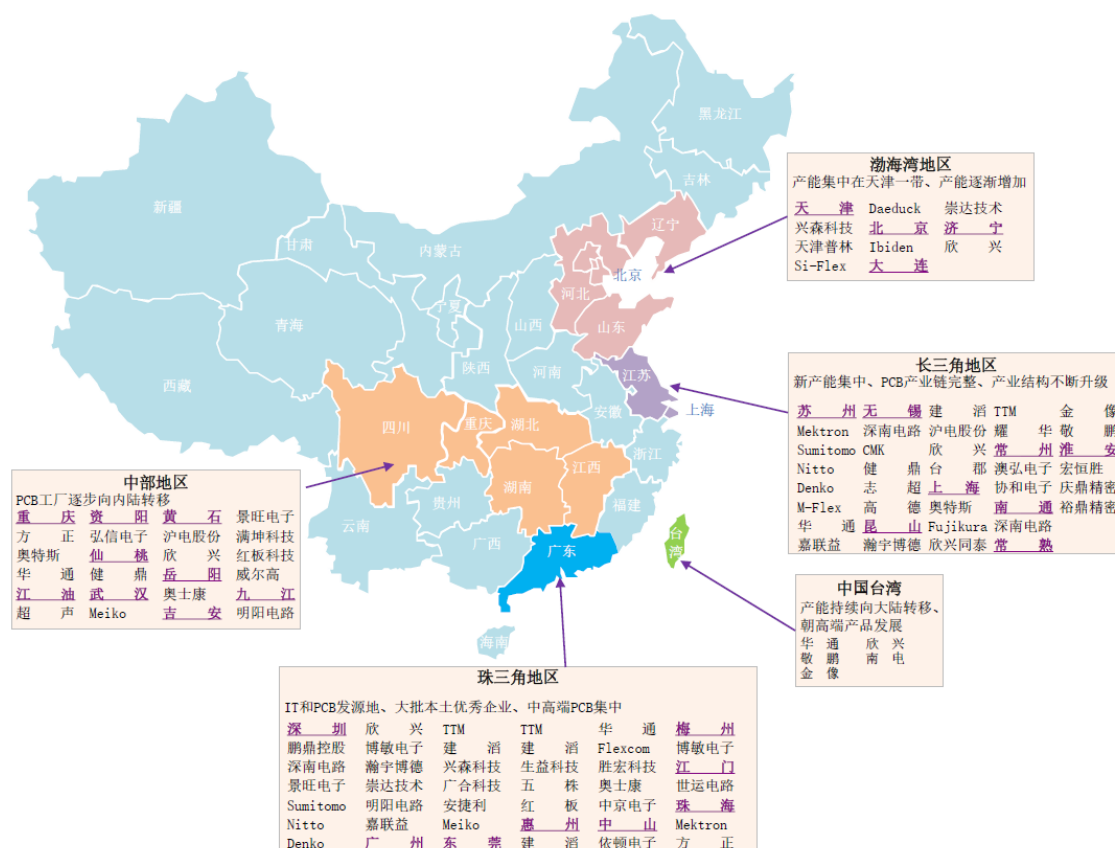 黑龙江
吉林
辽宁
新疆
甘肃
内蒙古
北京
河北
宁夏
山西
山东
青海
陕西
河南
江苏
西藏
安徽
上海
四川
重庆
湖北
浙江
江西
湖南
贵州
福建
云南
广西
广东
台湾
海南
渤海湾地区
产能集中在天津一带、产能逐渐增加
天津 Daeduck 崇达技术
兴森科技 北京 济宁
天津普林 Ibiden 欣兴
Si-Flex 大连
长三角地区
新产能集中、PCB产业链完整、产业结构不断升级
苏州 无锡 建滔 TTM 金像
Mektron 深南电路 沪电股份 耀华 敬鹏
Sumitomo CMK 欣兴 常州 淮安
Nitto 健鼎 台郡 澳弘电子 宏恒胜
Denko 志超 上海 协和电子 庆鼎精密
M-Flex 高德 奥特斯 南通 裕鼎精密
华通 昆山 Fujikura 深南电路
嘉联益 瀚宇博德 欣兴同泰 常熟
中部地区
PCB工厂逐步向内陆转移
重庆 资阳 黄石 景旺电子
方正 弘信电子 沪电股份 满坤科技
奥特斯 仙桃 欣兴 红板科技
华通 健鼎 岳阳 威尔高
江油 武汉 奥士康 九江
超声 Meiko 吉安 明阳电路
中国台湾
产能持续向大陆转移、
朝高端产品发展
华通 欣兴
敬鹏 南电
金像
珠三角地区
IT和PCB发源地、大批本土优秀企业、中高端PCB集中
深圳 欣兴 TTM TTM 华通 梅州
鹏鼎控股 博敏电子 建滔 建滔 Flexcom 博敏电子
深南电路 瀚宇博德 兴森科技 生益科技 胜宏科技 江门
景旺电子 崇达技术 广合科技 五株 奥士康 世运电路
Sumitomo 明阳电路 安捷利 红板 中京电子 珠海
Nitto 嘉联益 Meiko 惠州 中山 Mektron
Denko 广州 东莞 建滔 依顿电子 方正